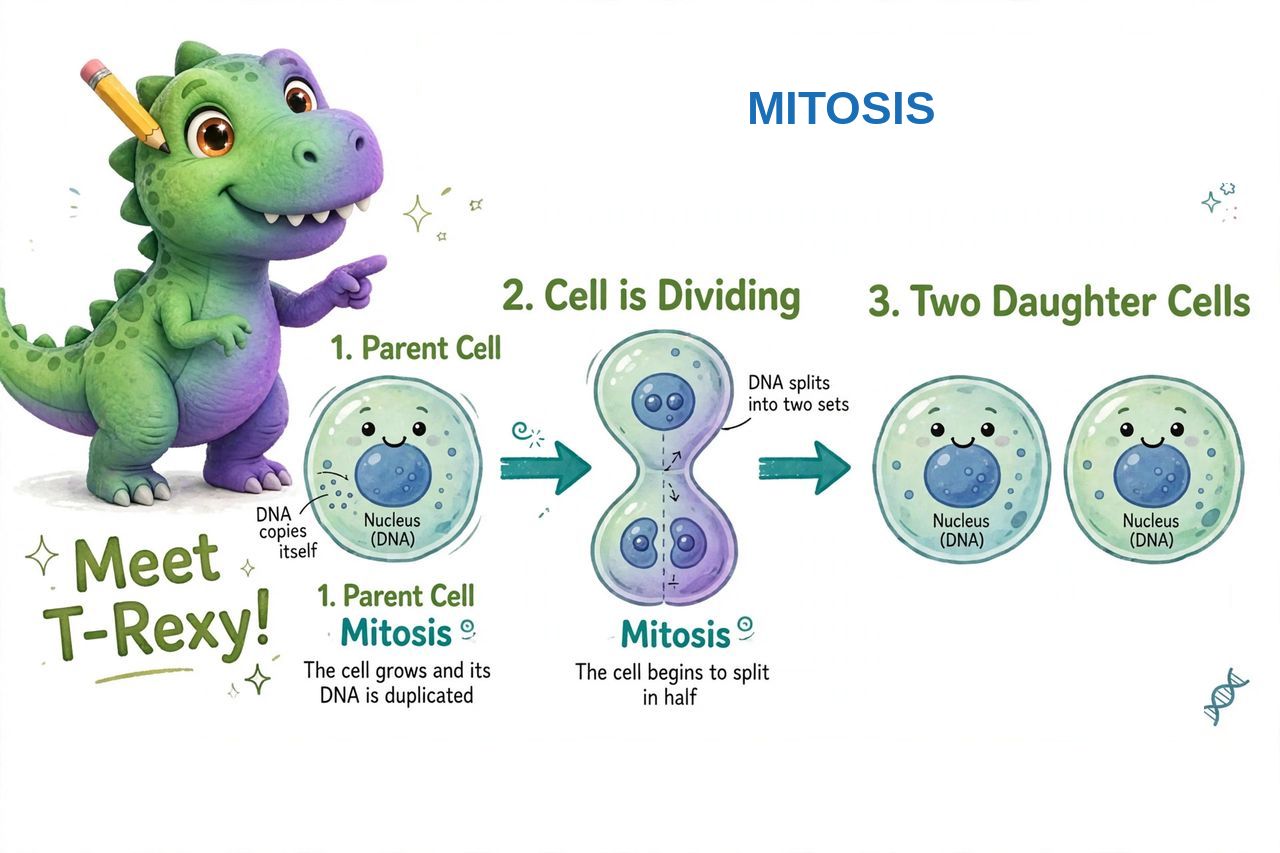 MITOSIS
2. Cell is Dividing
3. Two Daughter Cells
1. Parent Cell
DNA splits
into two sets
DNA
copies
itself
Nucleus
(DNA)
Nucleus
(DNA)
Nucleus
(DNA)
Meet
T-Rexy!
1. Parent Cell
Mitosis
The cell grows and its
DNA is duplicated
Mitosis
The cell begins to split
in half